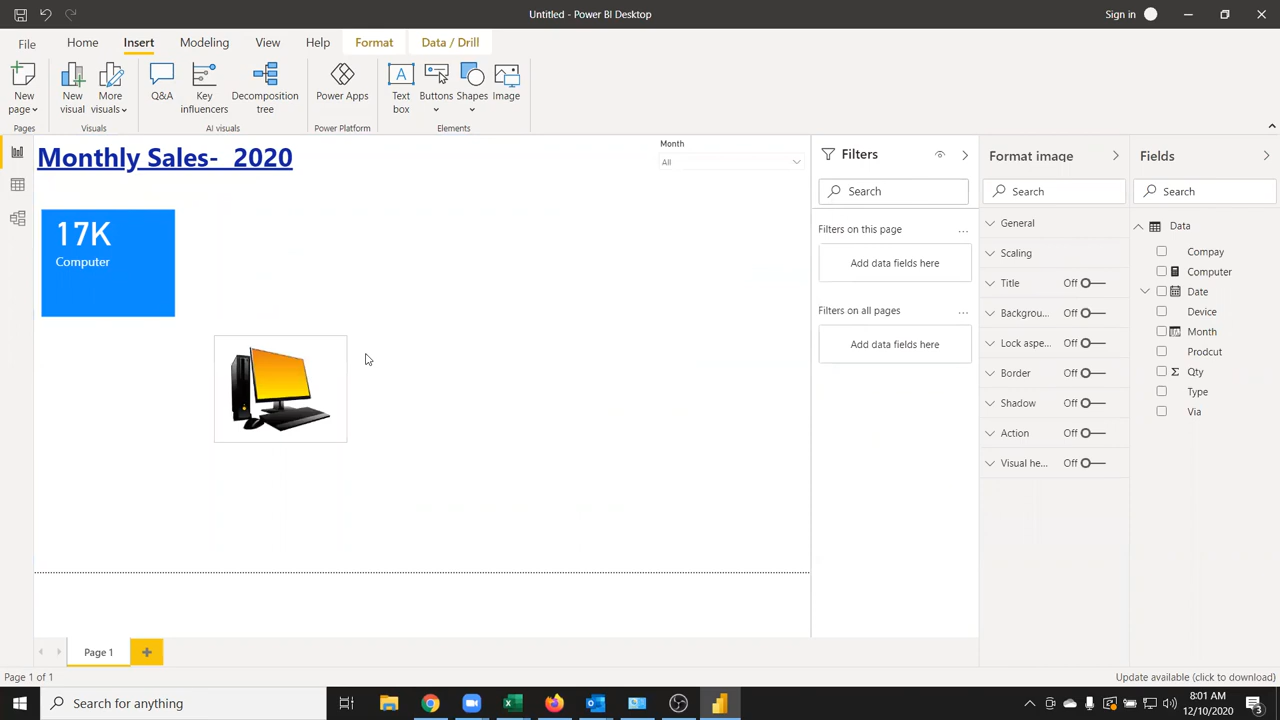 Untitled - Power BI Desktop
Sign in
File
Home
Insert
Modeling
View
Help
Format
Data / Drill
New page
New visual
More visuals
Q&A
Key influencers
Decomposition tree
Power Apps
Text box
Buttons
Shapes
Image
Pages
Visuals
AI visuals
Power Platform
Elements
Monthly Sales-  2020
Month
All
17K
Computer
Filters
Search
Filters on this page
...
Add data fields here
Filters on all pages
...
Add data fields here
Format image
Search
General
Scaling
Title Off
Backgrou... Off
Lock aspe... Off
Border Off
Shadow Off
Action Off
Visual he... Off
Fields
Search
Data
Compay
Computer
Date
Device
Month
Prodcut
Qty
Type
Via
Page 1
Page 1 of 1
Update available (click to download)
Search for anything
8:01 AM
12/10/2020